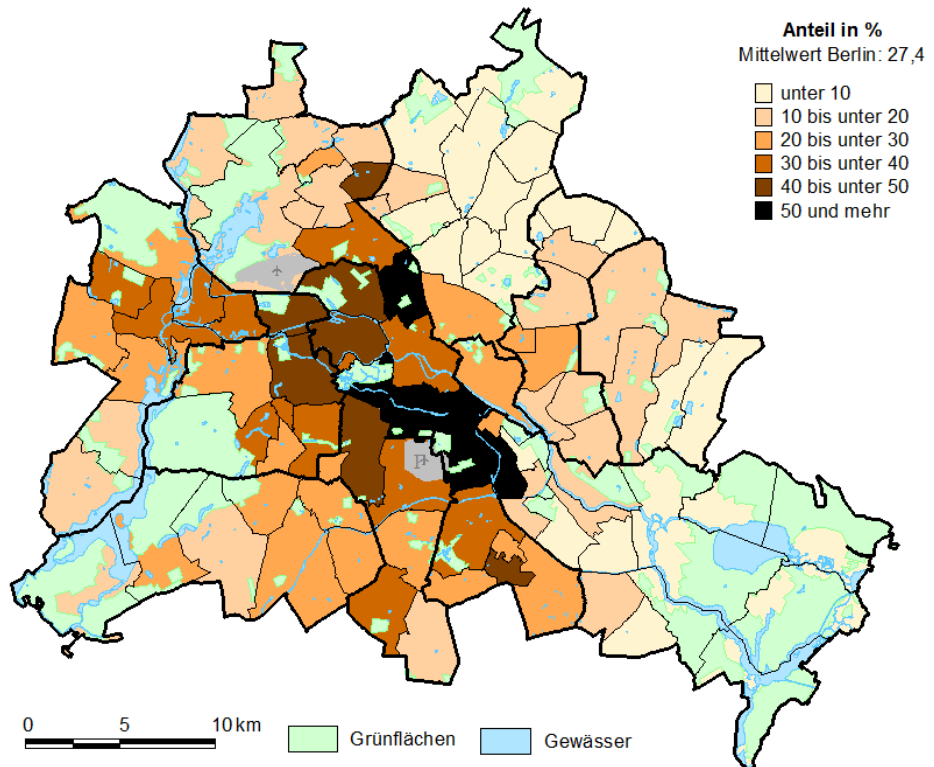 Anteil in %
Mittelwert Berlin: 27,4
unter 10
10 bis unter 20
20 bis unter 30
30 bis unter 40
40 bis unter 50
50 und mehr
0 5 10 km
Grünflächen
Gewässer